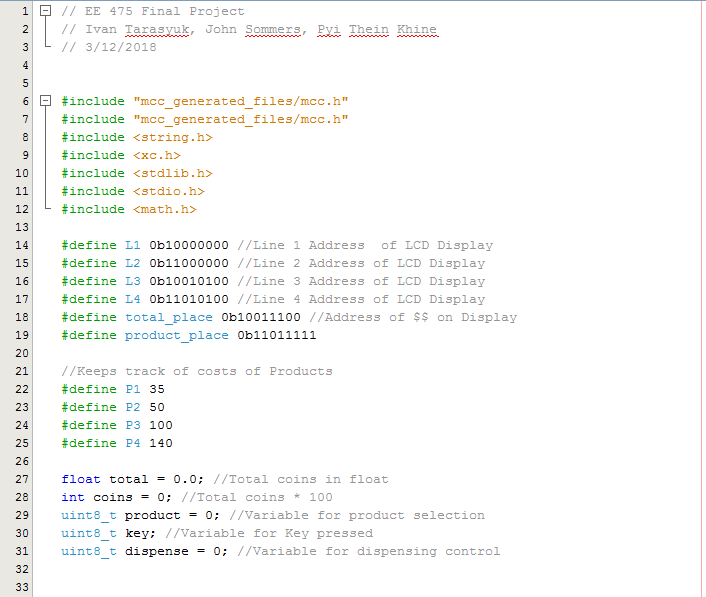 1 // EE 475 Final Project
2 // Ivan Tarasyuk, John Sommers, Pyi Thein Khine
3 // 3/12/2018
4
5
6 #include "mcc_generated_files/mcc.h"
7 #include "mcc_generated_files/mcc.h"
8 #include <string.h>
9 #include <xc.h>
10 #include <stdlib.h>
11 #include <stdio.h>
12 #include <math.h>
13
14 #define L1 0b10000000 //Line 1 Address  of LCD Display
15 #define L2 0b11000000 //Line 2 Address of LCD Display
16 #define L3 0b10010100 //Line 3 Address of LCD Display
17 #define L4 0b11010100 //Line 4 Address of LCD Display
18 #define total_place 0b10011100 //Address of $$ on Display
19 #define product_place 0b11011111
20
21 //Keeps track of costs of Products
22 #define P1 35
23 #define P2 50
24 #define P3 100
25 #define P4 140
26
27 float total = 0.0; //Total coins in float
28 int coins = 0; //Total coins * 100
29 uint8_t product = 0; //Variable for product selection
30 uint8_t key; //Variable for Key pressed
31 uint8_t dispense = 0; //Variable for dispensing control
32
33